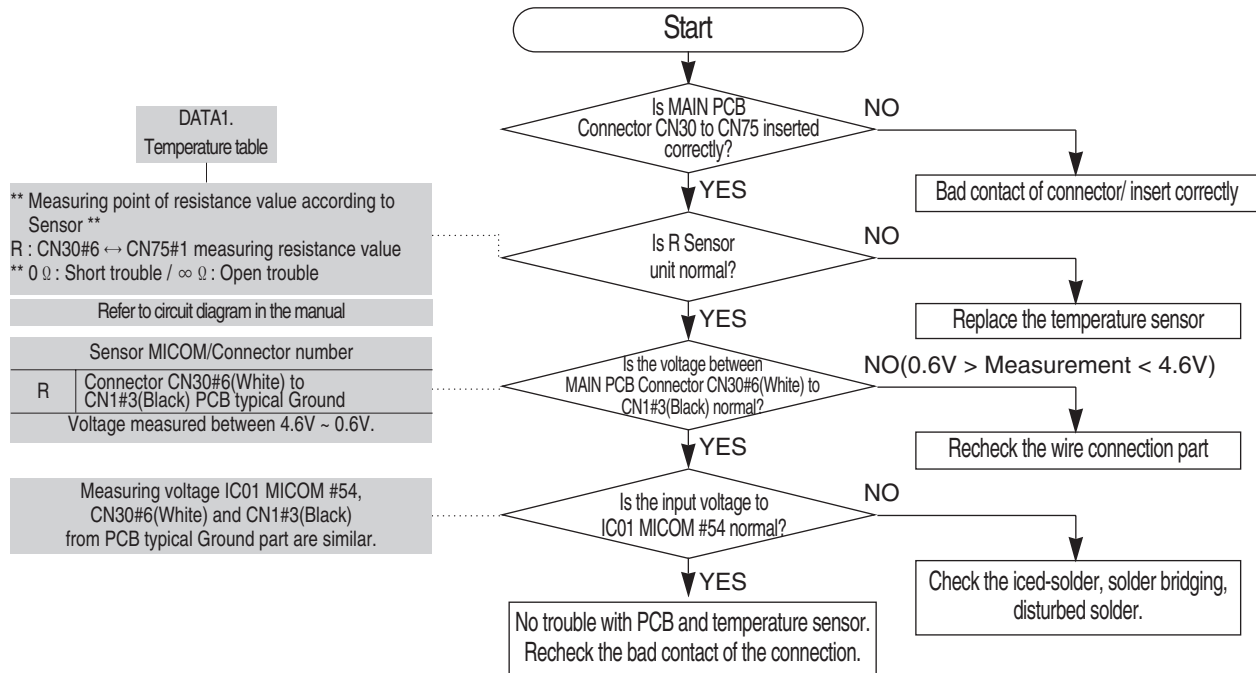 Start
Is MAIN PCB
Connector CN30 to CN75 inserted
correctly?
NO
Bad contact of connector/ insert correctly
YES
DATA1.
Temperature table
** Measuring point of resistance value according to
Sensor **
R : CN30#6 ↔ CN75#1 measuring resistance value
** 0 Ω : Short trouble / ∞ Ω : Open trouble
Refer to circuit diagram in the manual
Is R Sensor
unit normal?
NO
Replace the temperature sensor
YES
Sensor MICOM/Connector number
R
Connector CN30#6(White) to
CN1#3(Black) PCB typical Ground
Voltage measured between 4.6V ~ 0.6V.
Is the voltage between
MAIN PCB Connector CN30#6(White) to
CN1#3(Black) normal?
NO(0.6V > Measurement < 4.6V)
Recheck the wire connection part
YES
Measuring voltage IC01 MICOM #54,
CN30#6(White) and CN1#3(Black)
from PCB typical Ground part are similar.
Is the input voltage to
IC01 MICOM #54 normal?
NO
Check the iced-solder, solder bridging,
disturbed solder.
YES
No trouble with PCB and temperature sensor.
Recheck the bad contact of the connection.